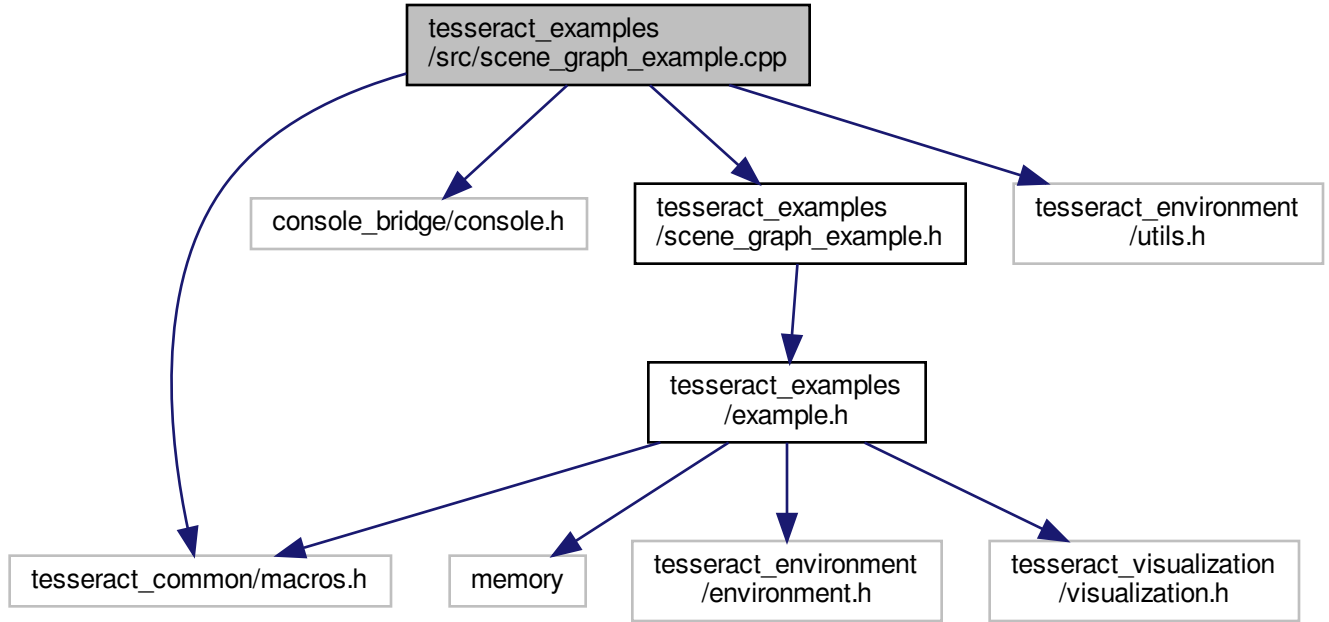 tesseract_examples
/src/scene_graph_example.cpp
console_bridge/console.h
tesseract_examples
/scene_graph_example.h
tesseract_environment
/utils.h
tesseract_examples
/example.h
tesseract_common/macros.h
memory
tesseract_environment
/environment.h
tesseract_visualization
/visualization.h